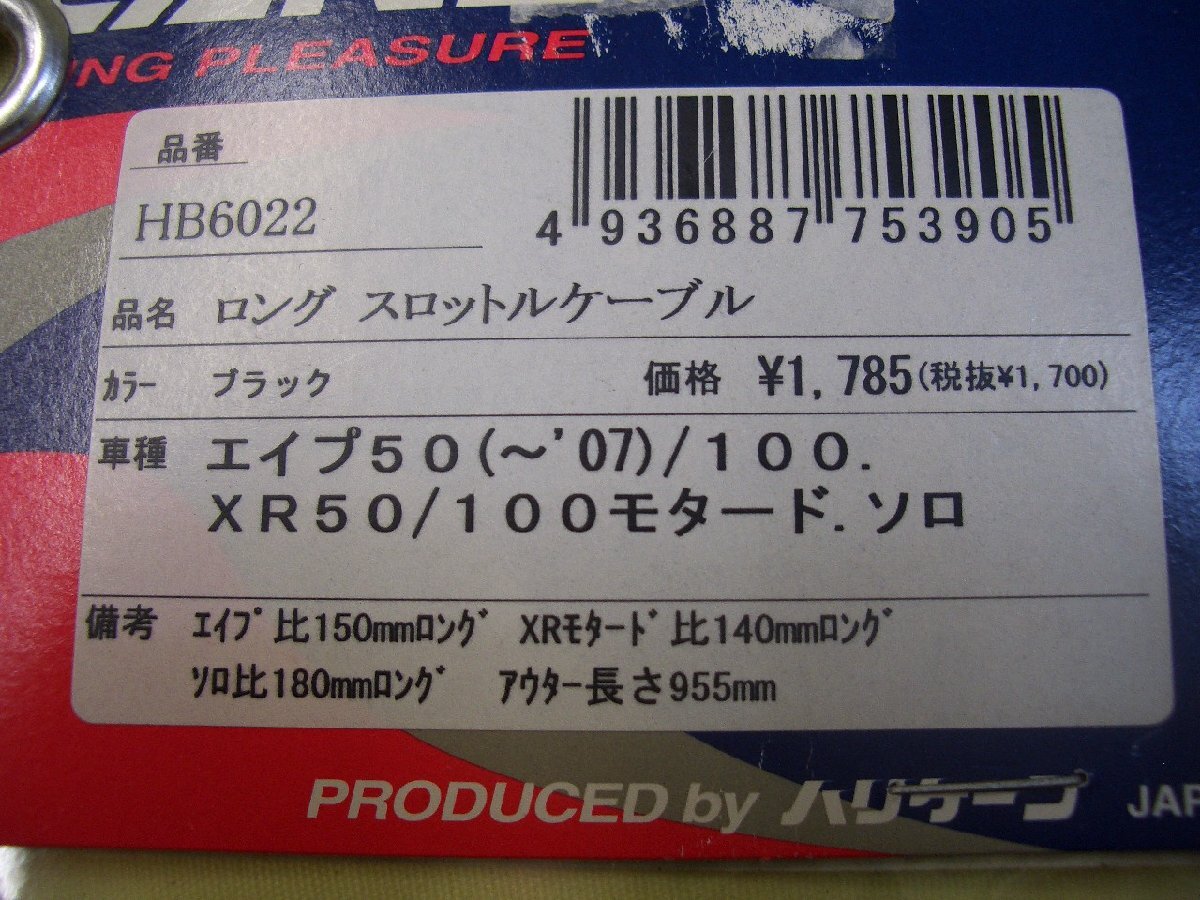 PLEASURE
品番
HB6022
4 936887 753905
品名 ロング スロットルケーブル
カラー ブラック 価格 ¥1,785(税抜¥1,700)
車種 エイプ50(~'07)/100.
XR50/100モタード.ソロ
備考 ｴｲﾌﾟ比150mmﾛﾝｸﾞ XRﾓﾀｰﾄﾞ比140mmﾛﾝｸﾞ
ｿﾛ比180mmﾛﾝｸﾞ ｱｳﾀｰ長さ955mm
PRODUCED by ハリケーン